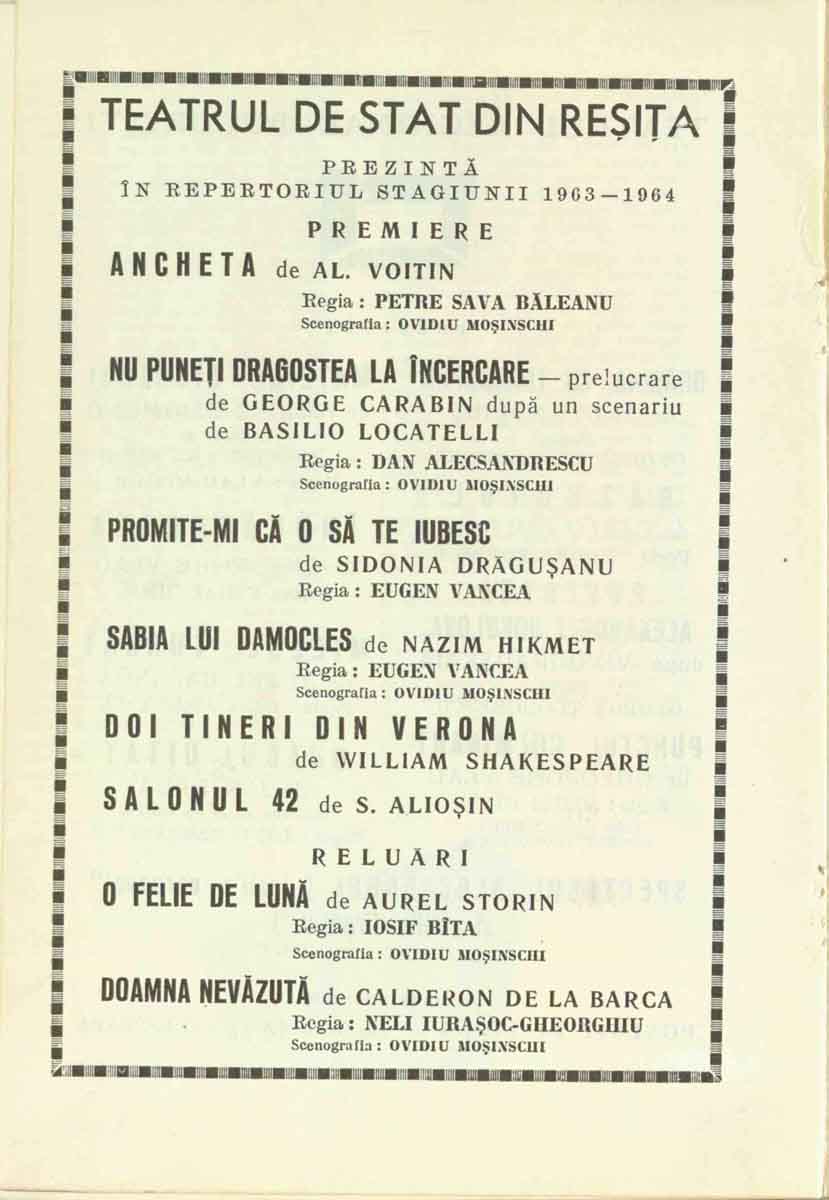 TEATRUL DE STAT DIN REȘIȚA
PREZINTĂ
ÎN REPERTORIUL STAGIUNII 1963—1964
PREMIERE
ANCHETA de AL. VOITIN
Regia : PETRE SAVA BĂLEANU
Scenografia : OVIDIU MOȘINSCHI
NU PUNEȚI DRAGOSTEA LA ÎNCERCARE — prelucrare
de GEORGE CARABIN după un scenariu
de BASILIO LOCATELLI
Regia : DAN ALECSANDRESCU
Scenografia : OVIDIU MOȘINSCHI
PROMITE-MI CĂ O SĂ TE IUBESC
de SIDONIA DRĂGUȘANU
Regia : EUGEN VANCEA
SABIA LUI DAMOCLES de NAZIM HIKMET
Regia : EUGEN VANCEA
Scenografia : OVIDIU MOȘINSCHI
DOI TINERI DIN VERONA
de WILLIAM SHAKESPEARE
SALONUL 42 de S. ALIOȘIN
RELUĂRI
O FELIE DE LUNĂ de AUREL STORIN
Regia : IOSIF BÎTA
Scenografia : OVIDIU MOȘINSCHI
DOAMNA NEVĂZUTĂ de CALDERON DE LA BARCA
Regia : NELI IURAȘOC-GHEORGHIU
Scenografia : OVIDIU MOȘINSCHI